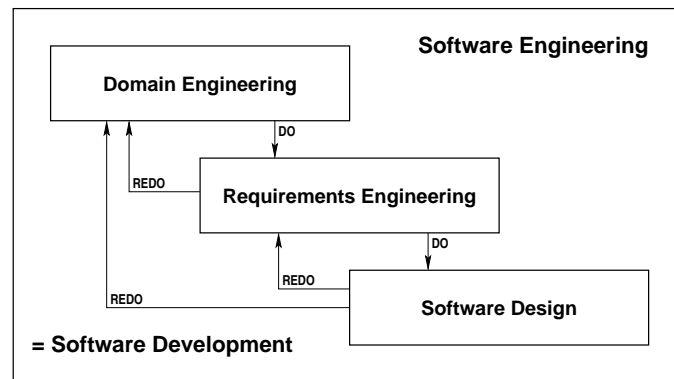 Software Engineering
Domain Engineering
DO
REDO
Requirements Engineering
DO
REDO
REDO
Software Design
= Software Development